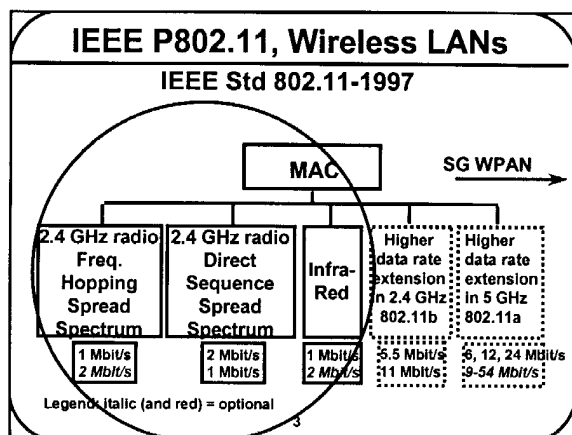 IEEE P802.11, Wireless LANs
IEEE Std 802.11-1997
MAC
SG WPAN
2.4 GHz radio
Freq.
Hopping
Spread
Spectrum
2.4 GHz radio
Direct
Sequence
Spread
Spectrum
Infra-
Red
Higher
data rate
extension
in 2.4 GHz
802.11b
Higher
data rate
extension
in 5 GHz
802.11a
1 Mbit/s
2 Mbit/s
2 Mbit/s
1 Mbit/s
1 Mbit/s
2 Mbit/s
5.5 Mbit/s
11 Mbit/s
6, 12, 24 Mbit/s
9-54 Mbit/s
Legend: italic (and red) = optional
3